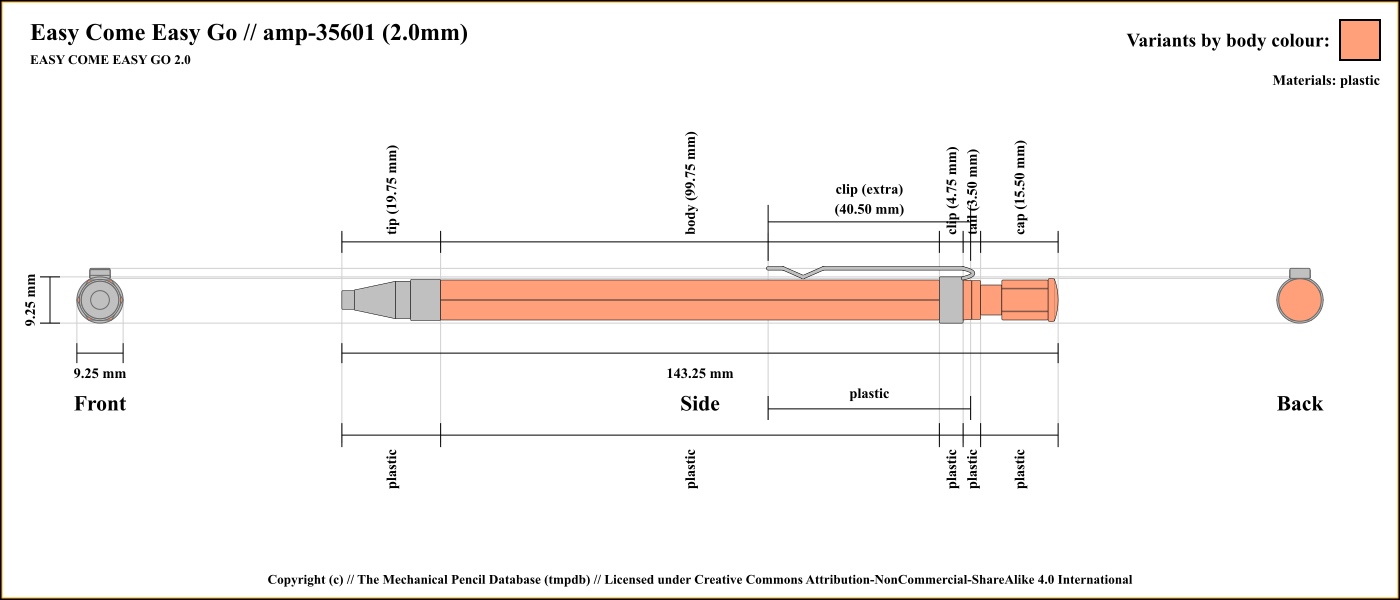 Easy Come Easy Go // amp-35601 (2.0mm)
EASY COME EASY GO 2.0
Variants by body colour:
Materials: plastic
tip (19.75 mm)
body (99.75 mm)
clip (extra)
(40.50 mm)
clip (4.75 mm)
tail (3.50 mm)
cap (15.50 mm)
9.25 mm
9.25 mm
143.25 mm
Front
Side
Back
plastic
plastic
plastic
plastic
plastic
plastic
Copyright (c) // The Mechanical Pencil Database (tmpdb) // Licensed under Creative Commons Attribution-NonCommercial-ShareAlike 4.0 International